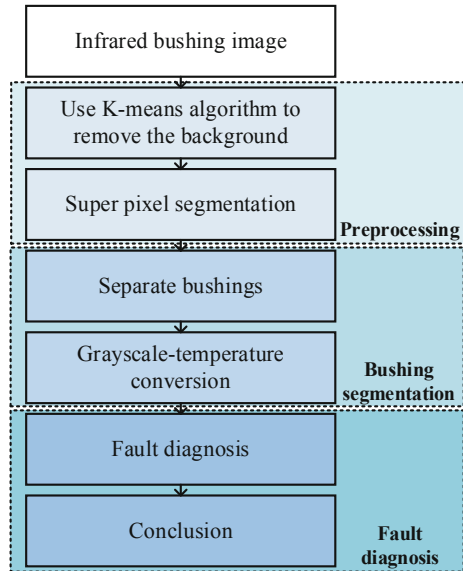 Infrared bushing image
Use K-means algorithm to
remove the background
Super pixel segmentation
Preprocessing
Separate bushings
Grayscale-temperature
conversion
Bushing
segmentation
Fault diagnosis
Conclusion
Fault
diagnosis